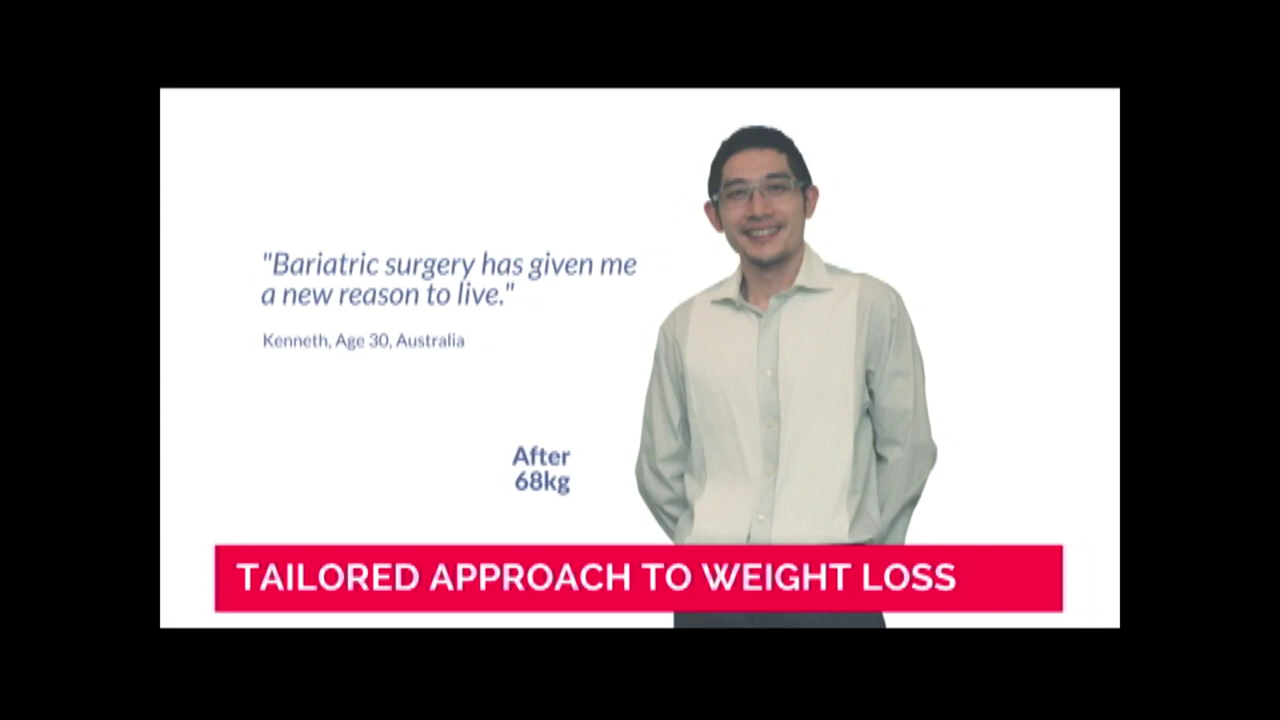 "Bariatric surgery has given me
a new reason to live."
Kenneth, Age 30, Australia
After
68kg
TAILORED APPROACH TO WEIGHT LOSS